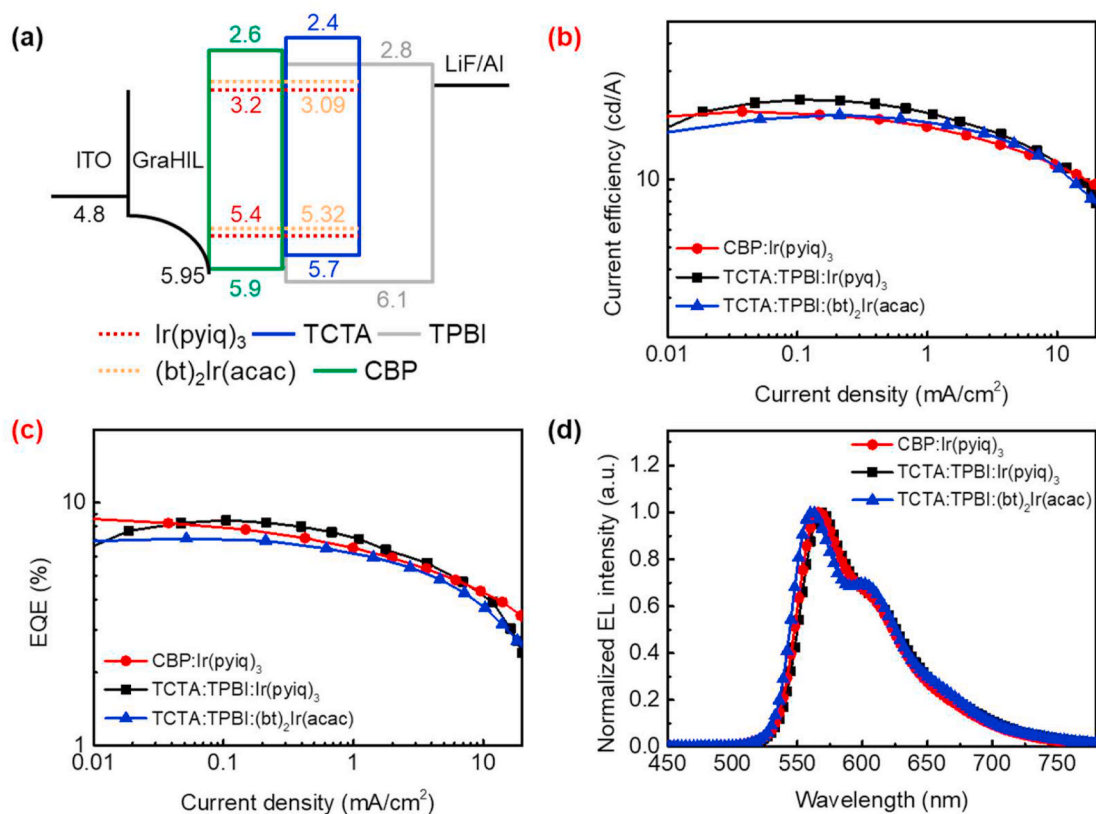 (a)
2.6
2.4
2.8
LiF/Al
3.2
3.09
ITO
GraHIL
4.8
5.4
5.32
5.95
5.9
5.7
6.1
Ir(pyiq)3
TCTA
TPBI
(bt)2Ir(acac)
CBP
(b)
Current efficiency (cd/A)
10
CBP:Ir(pyiq)3
TCTA:TPBI:Ir(pyq)3
TCTA:TPBI:(bt)2Ir(acac)
0.01
0.1
1
10
Current density (mA/cm2)
(c)
EQE (%)
10
1
CBP:Ir(pyiq)3
TCTA:TPBI:Ir(pyiq)3
TCTA:TPBI:(bt)2Ir(acac)
0.01
0.1
1
10
Current density (mA/cm2)
(d)
Normalized EL intensity (a.u.)
1.2
1.0
0.8
0.6
0.4
0.2
0.0
CBP:Ir(pyiq)3
TCTA:TPBI:Ir(pyiq)3
TCTA:TPBI:(bt)2Ir(acac)
450
500
550
600
650
700
750
Wavelength (nm)